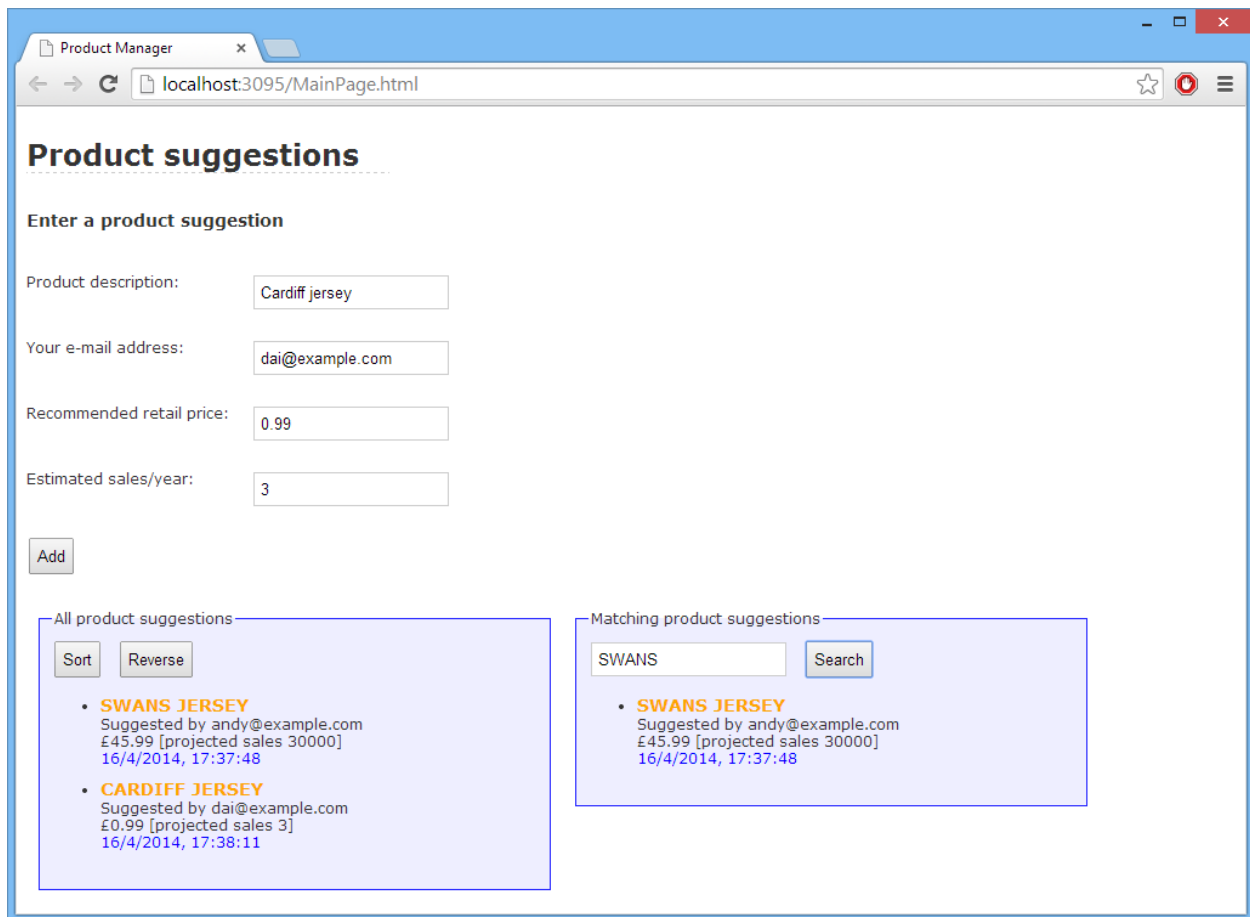 Product Manager
localhost:3095/MainPage.html
Product suggestions
Enter a product suggestion
Product description:
Cardiff jersey
Your e-mail address:
dai@example.com
Recommended retail price:
0.99
Estimated sales/year:
3
Add
All product suggestions
Sort Reverse
SWANS JERSEY
Suggested by andy@example.com
£45.99 [projected sales 30000]
16/4/2014, 17:37:48
CARDIFF JERSEY
Suggested by dai@example.com
£0.99 [projected sales 3]
16/4/2014, 17:38:11
Matching product suggestions
SWANS Search
SWANS JERSEY
Suggested by andy@example.com
£45.99 [projected sales 30000]
16/4/2014, 17:37:48